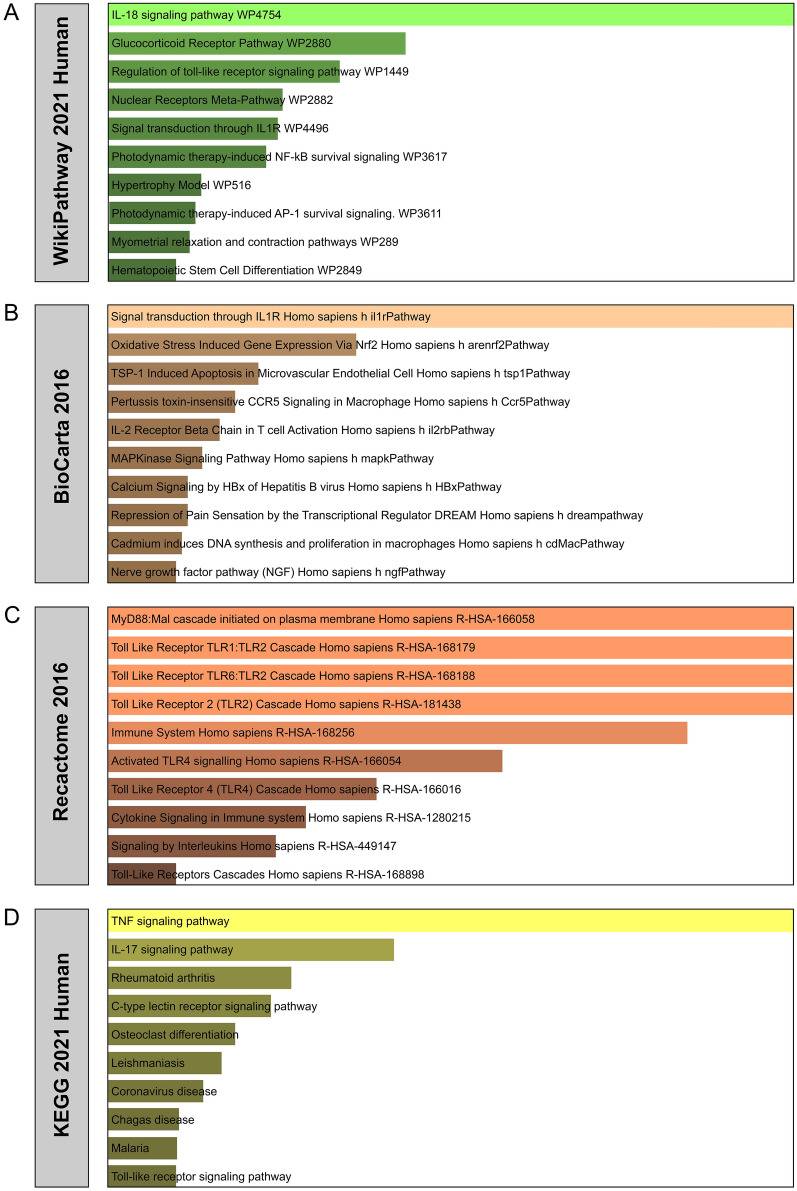 A
WikiPathway 2021 Human
IL-18 signaling pathway WP4754
Glucocorticoid Receptor Pathway WP2880
Regulation of toll-like receptor signaling pathway WP1449
Nuclear Receptors Meta-Pathway WP2882
Signal transduction through IL1R WP4496
Photodynamic therapy-induced NF-kB survival signaling WP3617
Hypertrophy Model WP516
Photodynamic therapy-induced AP-1 survival signaling. WP3611
Myometrial relaxation and contraction pathways WP289
Hematopoietic Stem Cell Differentiation WP2849
B
BioCarta 2016
Signal transduction through IL1R Homo sapiens h il1rPathway
Oxidative Stress Induced Gene Expression Via Nrf2 Homo sapiens h arenrf2Pathway
TSP-1 Induced Apoptosis in Microvascular Endothelial Cell Homo sapiens h tsp1Pathway
Pertussis toxin-insensitive CCR5 Signaling in Macrophage Homo sapiens h Ccr5Pathway
IL-2 Receptor Beta Chain in T cell Activation Homo sapiens h il2rbPathway
MAPKinase Signaling Pathway Homo sapiens h mapkPathway
Calcium Signaling by HBx of Hepatitis B virus Homo sapiens h HBxPathway
Repression of Pain Sensation by the Transcriptional Regulator DREAM Homo sapiens h dreampathway
Cadmium induces DNA synthesis and proliferation in macrophages Homo sapiens h cdMacPathway
Nerve growth factor pathway (NGF) Homo sapiens h ngfPathway
C
Recactome 2016
MyD88:Mal cascade initiated on plasma membrane Homo sapiens R-HSA-166058
Toll Like Receptor TLR1:TLR2 Cascade Homo sapiens R-HSA-168179
Toll Like Receptor TLR6:TLR2 Cascade Homo sapiens R-HSA-168188
Toll Like Receptor 2 (TLR2) Cascade Homo sapiens R-HSA-181438
Immune System Homo sapiens R-HSA-168256
Activated TLR4 signalling Homo sapiens R-HSA-166054
Toll Like Receptor 4 (TLR4) Cascade Homo sapiens R-HSA-166016
Cytokine Signaling in Immune system Homo sapiens R-HSA-1280215
Signaling by Interleukins Homo sapiens R-HSA-449147
Toll-Like Receptors Cascades Homo sapiens R-HSA-168898
D
KEGG 2021 Human
TNF signaling pathway
IL-17 signaling pathway
Rheumatoid arthritis
C-type lectin receptor signaling pathway
Osteoclast differentiation
Leishmaniasis
Coronavirus disease
Chagas disease
Malaria
Toll-like receptor signaling pathway